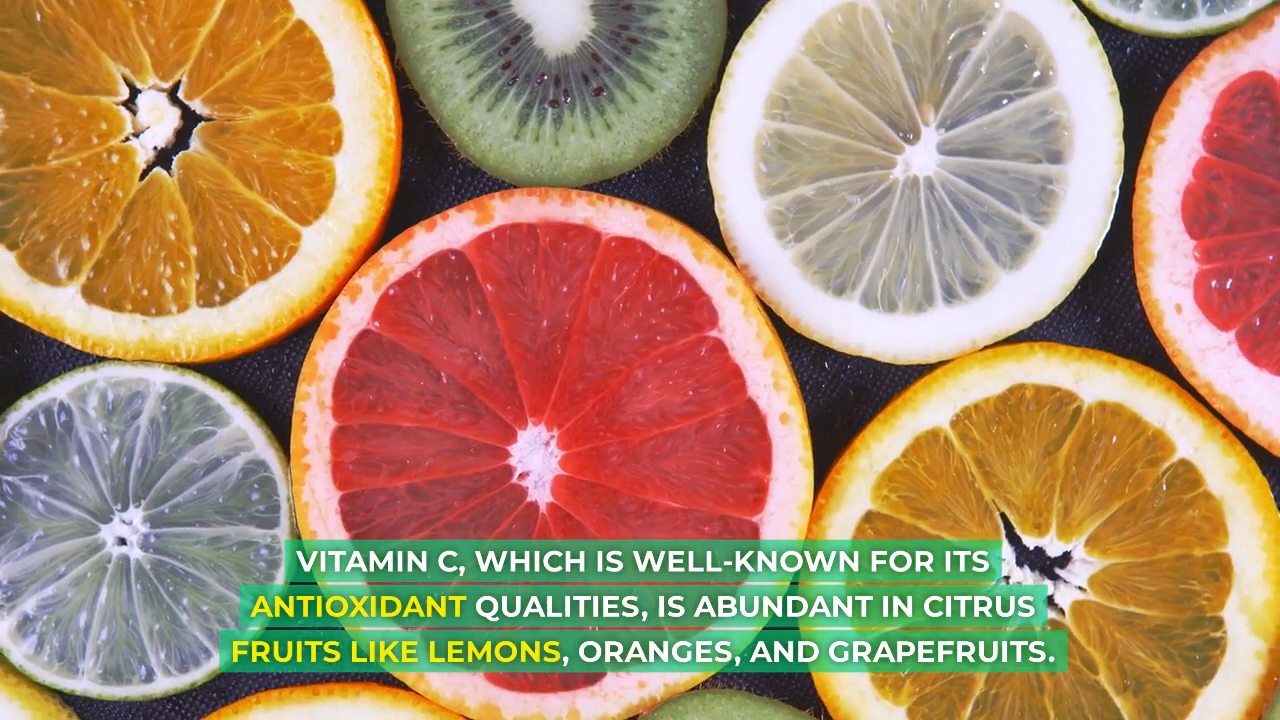 VITAMIN C, WHICH IS WELL-KNOWN FOR ITS
ANTIOXIDANT QUALITIES, IS ABUNDANT IN CITRUS
FRUITS LIKE LEMONS, ORANGES, AND GRAPEFRUITS.